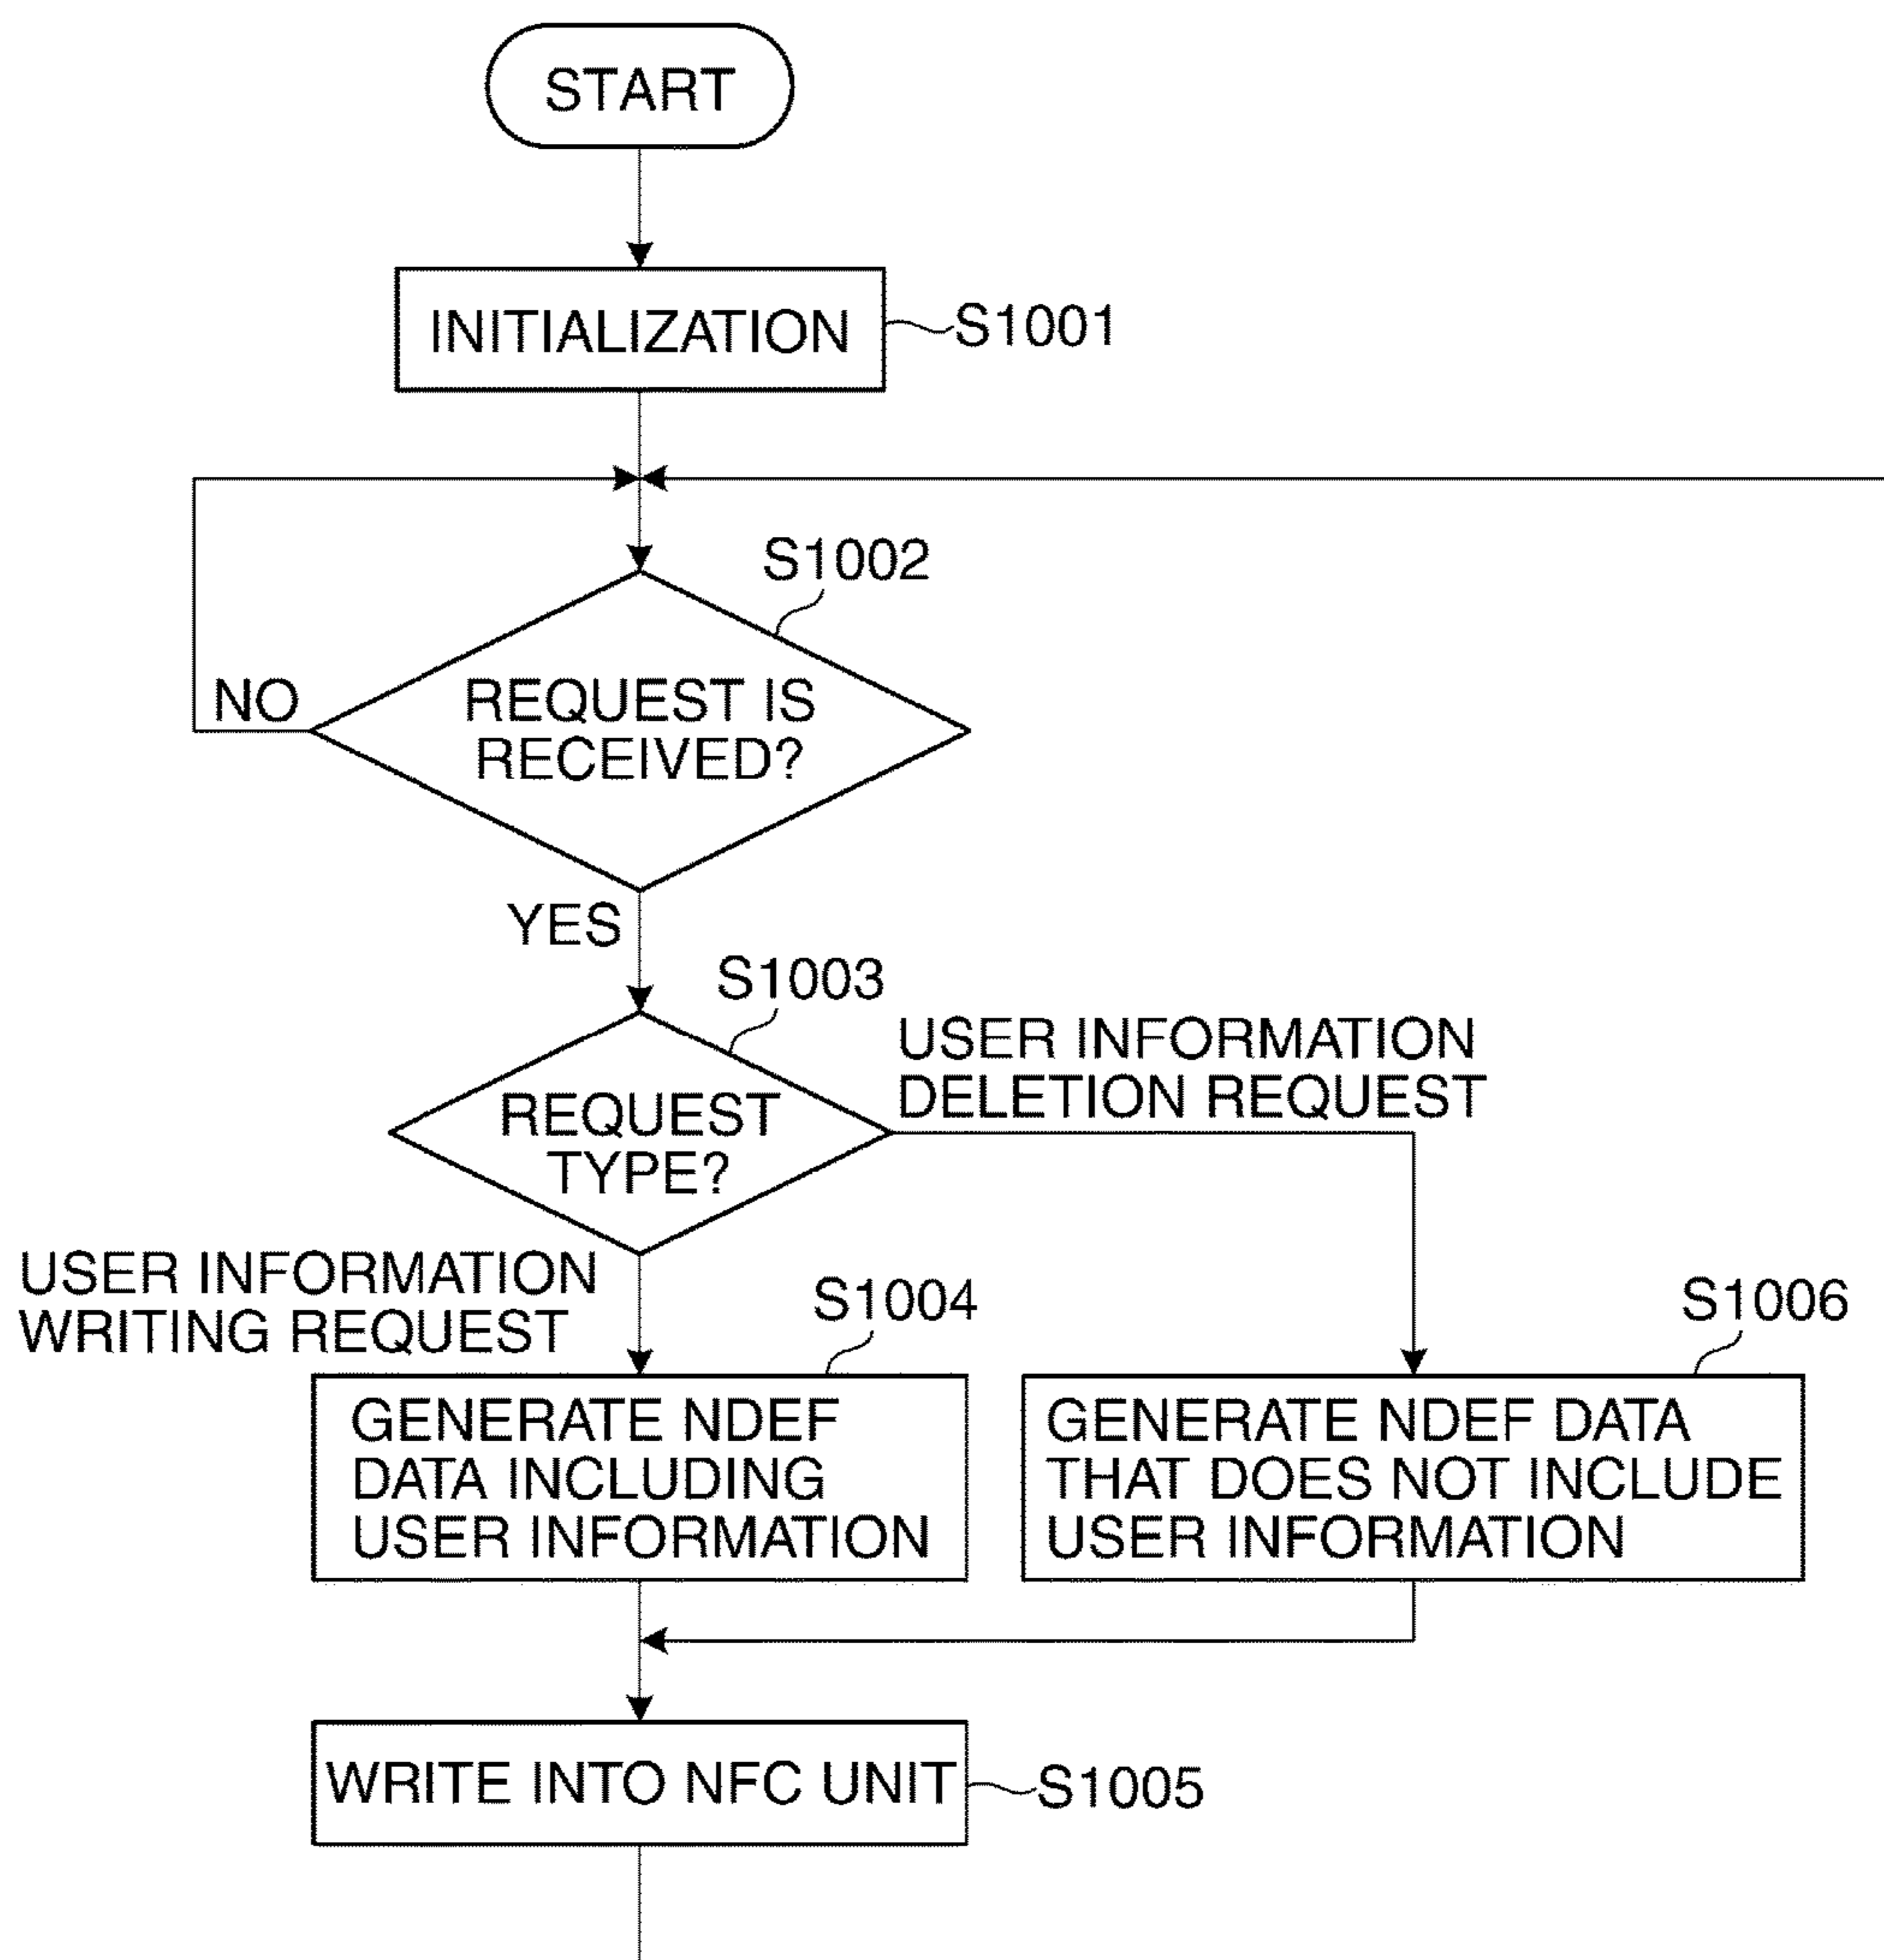 START
INITIALIZATION
S1001
S1002
NO
REQUEST IS
RECEIVED?
YES
S1003
USER INFORMATION
DELETION REQUEST
REQUEST
TYPE?
USER INFORMATION
WRITING REQUEST
S1004
S1006
GENERATE NDEF
DATA INCLUDING
USER INFORMATION
GENERATE NDEF DATA
THAT DOES NOT INCLUDE
USER INFORMATION
WRITE INTO NFC UNIT
S1005